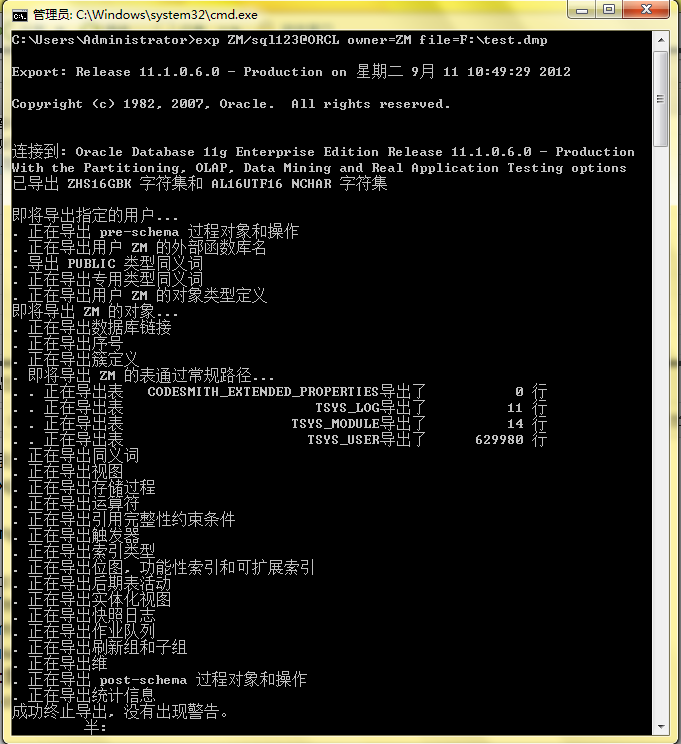 管理员: C:\Windows\system32\cmd.exe
C:\Users\Administrator>exp ZM/sql123@ORCL owner=ZM file=F:\test.dmp
Export: Release 11.1.0.6.0 - Production on 星期二 9月 11 10:49:29 2012
Copyright (c) 1982, 2007, Oracle.  All rights reserved.
连接到: Oracle Database 11g Enterprise Edition Release 11.1.0.6.0 - Production
With the Partitioning, OLAP, Data Mining and Real Application Testing options
已导出 ZHS16GBK 字符集和 AL16UTF16 NCHAR 字符集
即将导出指定的用户...
. 正在导出 pre-schema 过程对象和操作
. 正在导出用户 ZM 的外部函数库名
. 导出 PUBLIC 类型同义词
. 正在导出专用类型同义词
. 正在导出用户 ZM 的对象类型定义
即将导出 ZM 的对象...
. 正在导出数据库链接
. 正在导出序号
. 正在导出簇定义
. 即将导出 ZM 的表通过常规路径...
. . 正在导出表   CODESMITH_EXTENDED_PROPERTIES导出了           0 行
. . 正在导出表                        TSYS_LOG导出了          11 行
. . 正在导出表                     TSYS_MODULE导出了          14 行
. . 正在导出表                       TSYS_USER导出了      629980 行
. 正在导出同义词
. 正在导出视图
. 正在导出存储过程
. 正在导出运算符
. 正在导出引用完整性约束条件
. 正在导出触发器
. 正在导出索引类型
. 正在导出位图, 功能性索引和可扩展索引
. 正在导出后期表活动
. 正在导出实体化视图
. 正在导出快照日志
. 正在导出作业队列
. 正在导出刷新组和子组
. 正在导出维
. 正在导出 post-schema 过程对象和操作
. 正在导出统计信息
成功终止导出, 没有出现警告。
半: